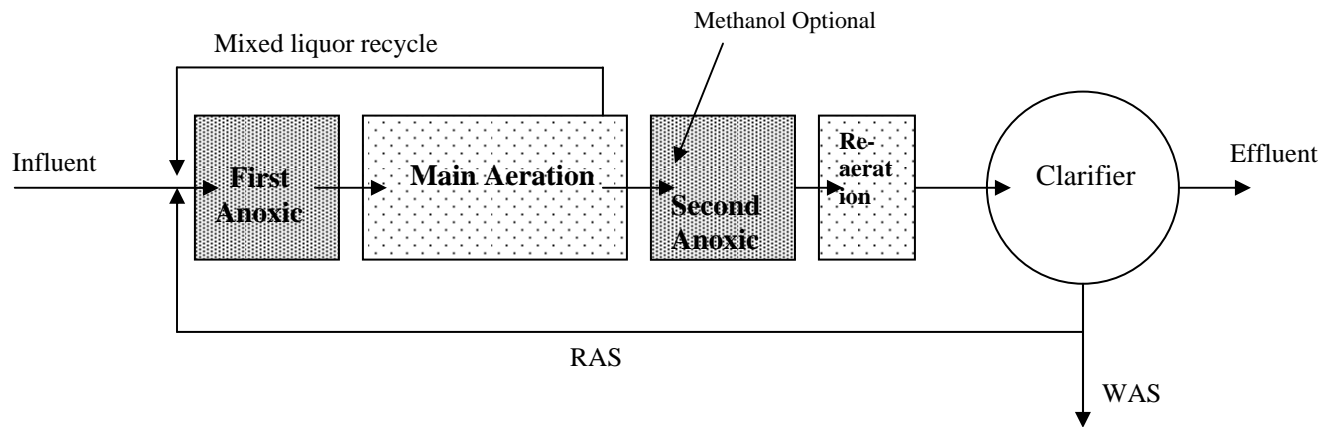 Methanol Optional
Mixed liquor recycle
Influent
First
Anoxic
Main Aeration
Second
Anoxic
Re-
aerat
ion
Clarifier
Effluent
RAS
WAS